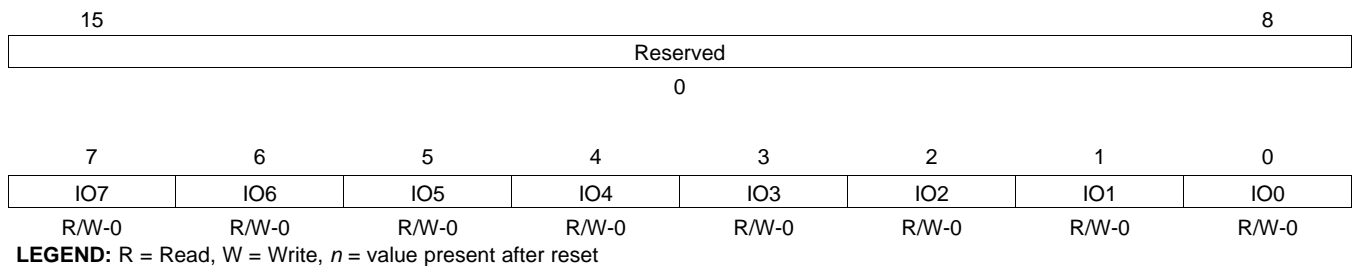 15 8
Reserved
0
7 6 5 4 3 2 1 0
IO7 IO6 IO5 IO4 IO3 IO2 IO1 IO0
R/W-0 R/W-0 R/W-0 R/W-0 R/W-0 R/W-0 R/W-0 R/W-0
LEGEND: R = Read, W = Write, n = value present after reset